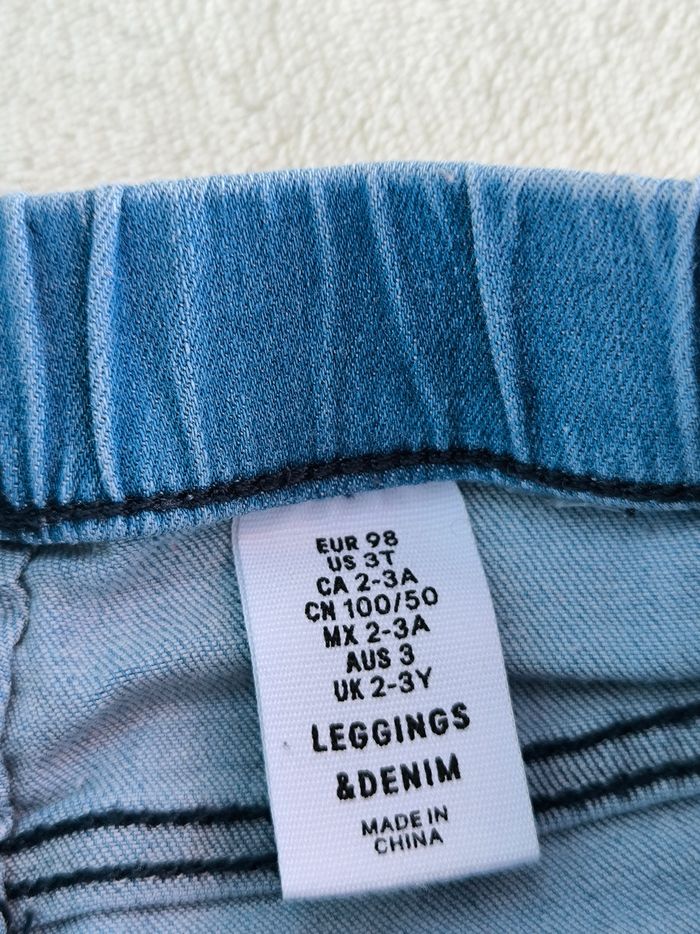 EUR 98
US 3T
CA 2-3A
CN 100/50
MX 2-3A
AUS 3
UK 2-3Y
LEGGINGS
&DENIM
MADE IN
CHINA